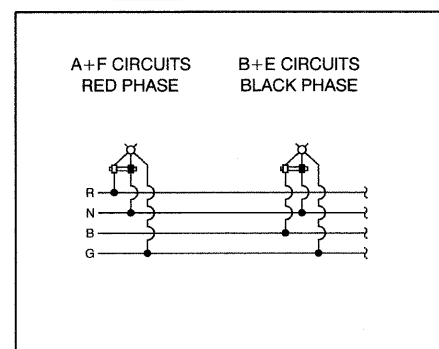 A+F CIRCUITS
RED PHASE
B+E CIRCUITS
BLACK PHASE
R
N
B
G